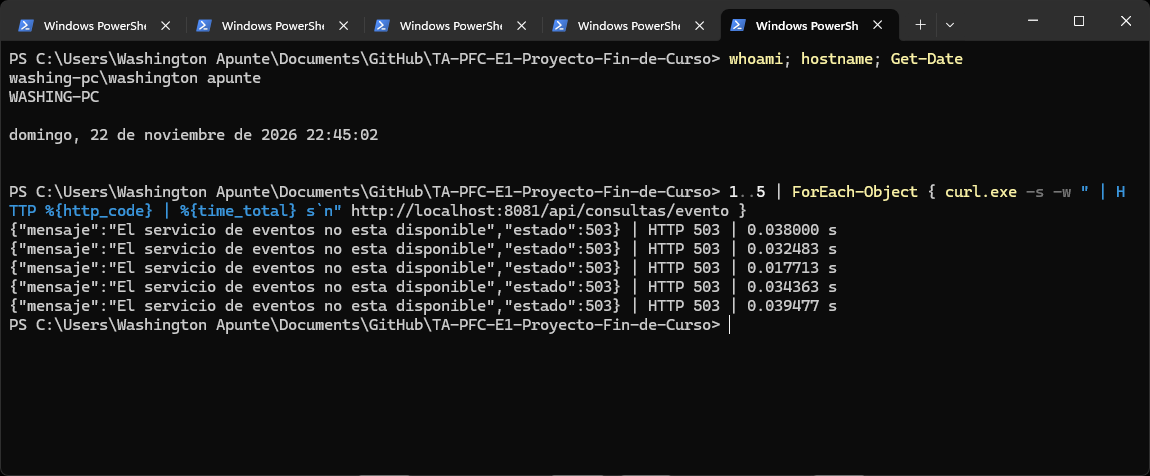 Windows PowerShe
Windows PowerShe
Windows PowerShe
Windows PowerShe
Windows PowerSh
PS C:\Users\Washington Apunte\Documents\GitHub\TA-PFC-E1-Proyecto-Fin-de-Curso> whoami; hostname; Get-Date
washing-pc\washington apunte
WASHING-PC
domingo, 22 de noviembre de 2026 22:45:02
PS C:\Users\Washington Apunte\Documents\GitHub\TA-PFC-E1-Proyecto-Fin-de-Curso> 1..5 | ForEach-Object { curl.exe -s -w " | H
TTP %{http_code} | %{time_total} s`n" http://localhost:8081/api/consultas/evento }
{"mensaje":"El servicio de eventos no esta disponible","estado":503} | HTTP 503 | 0.038000 s
{"mensaje":"El servicio de eventos no esta disponible","estado":503} | HTTP 503 | 0.032483 s
{"mensaje":"El servicio de eventos no esta disponible","estado":503} | HTTP 503 | 0.017713 s
{"mensaje":"El servicio de eventos no esta disponible","estado":503} | HTTP 503 | 0.034363 s
{"mensaje":"El servicio de eventos no esta disponible","estado":503} | HTTP 503 | 0.039477 s
PS C:\Users\Washington Apunte\Documents\GitHub\TA-PFC-E1-Proyecto-Fin-de-Curso>